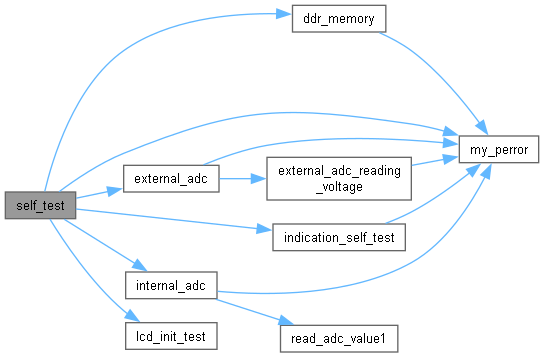 ddr_memory
my_perror
external_adc
external_adc_reading
_voltage
self_test
indication_self_test
internal_adc
lcd_init_test
read_adc_value1